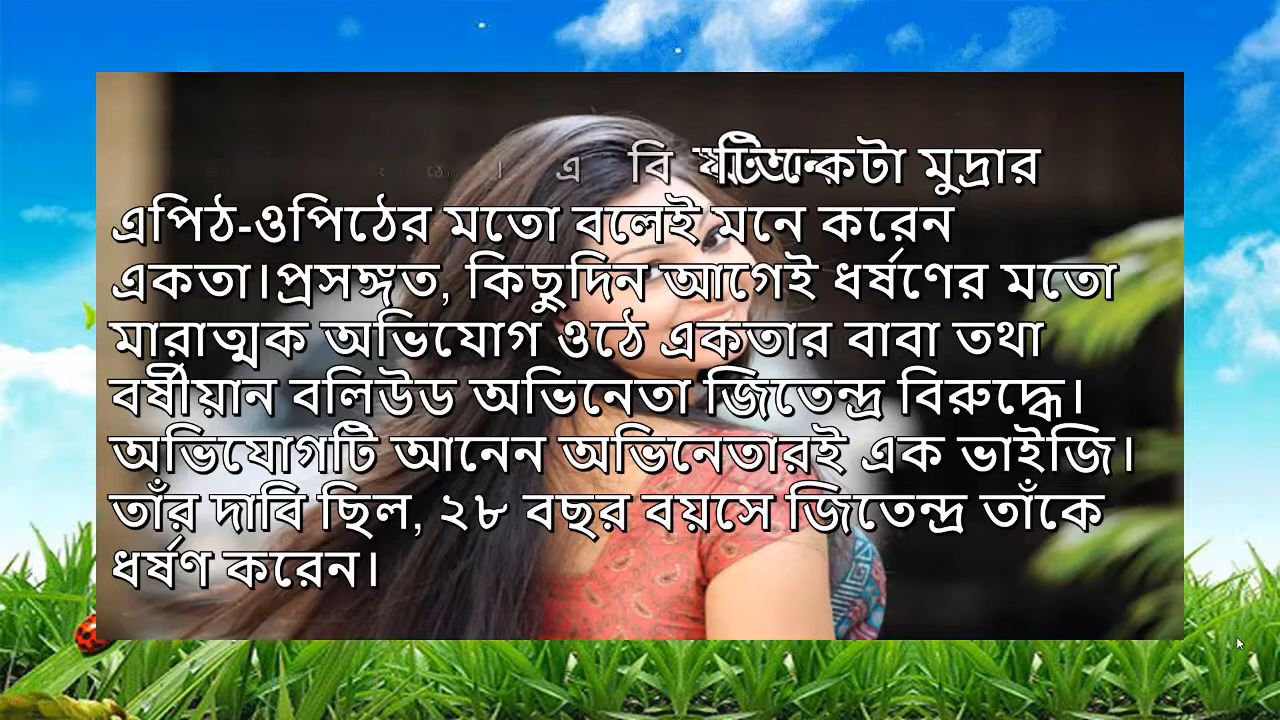 মুদ্রার
এপিঠ-ওপিঠের মতো বলেই মনে করেন
একতা।প্রসঙ্গত, কিছুদিন আগেই ধর্ষণের মতো
মারাত্মক অভিযোগ ওঠে একতার বাবা তথা
বর্ষীয়ান বলিউড অভিনেতা জিতেন্দ্র বিরুদ্ধে।
অভিযোগটি আনেন অভিনেতারই এক ভাইজি।
তাঁর দাবি ছিল, ২৮ বছর বয়সে জিতেন্দ্র তাঁকে
ধর্ষণ করেন।